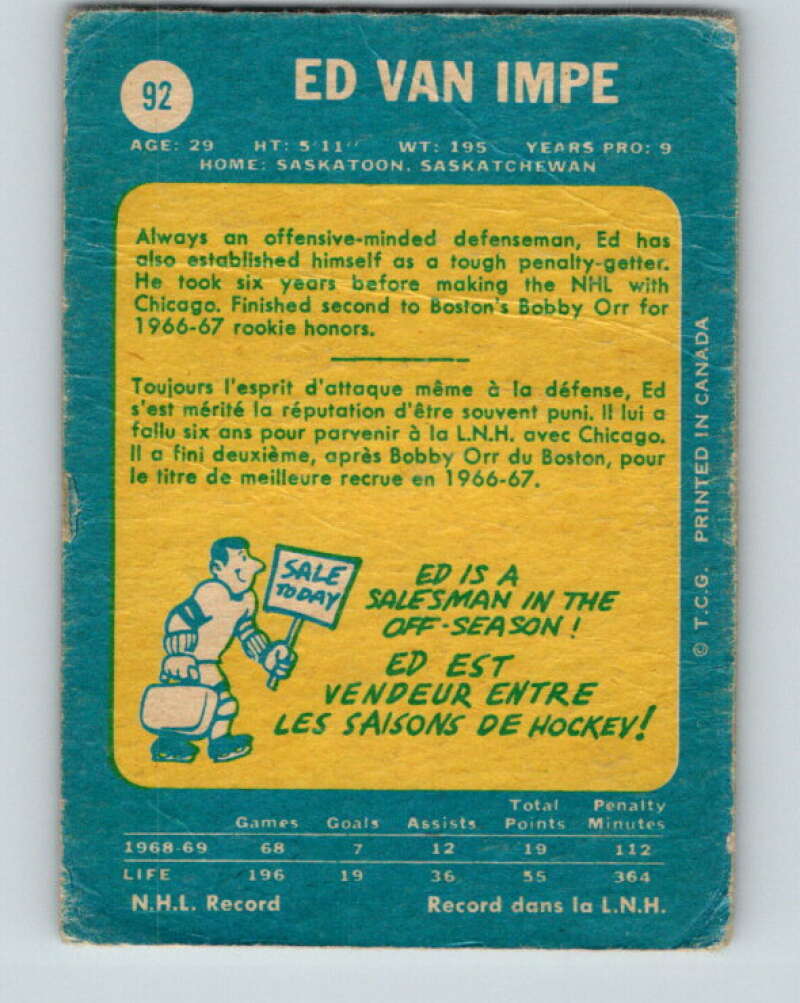 92
ED VAN IMPE
AGE: 29 HT: 5'11" WT: 195 YEARS PRO: 9
HOME: SASKATOON, SASKATCHEWAN
Always an offensive-minded defenseman, Ed has
also established himself as a tough penalty-getter.
He took six years before making the NHL with
Chicago. Finished second to Boston's Bobby Orr for
1966-67 rookie honors.
Toujours l'esprit d'attaque même à la défense, Ed
s'est mérité la réputation d'être souvent puni. Il lui a
fallu six ans pour parvenir à la L.N.H. avec Chicago.
Il a fini deuxième, après Bobby Orr du Boston, pour
le titre de meilleure recrue en 1966-67.
SALE
TODAY
ED IS A
SALESMAN IN THE
OFF-SEASON!
ED EST
VENDEUR ENTRE
LES SAISONS DE HOCKEY!
© T.C.G. PRINTED IN CANADA
Games Goals Assists Total Points Penalty Minutes
1968-69 68 7 12 19 112
LIFE 196 19 36 55 364
N.H.L. Record Record dans la L.N.H.